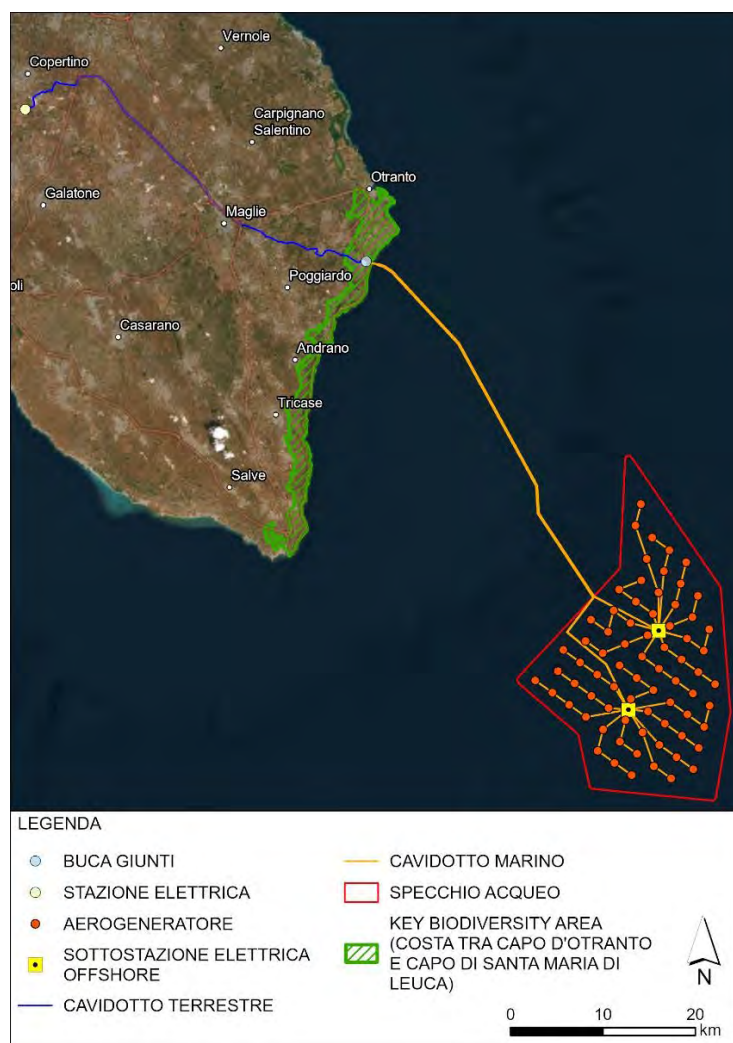 Vernole
Copertino
Carpignano
Salentino
Otranto
Galatone
Maglie
Poggiardo
oli
Casarano
Andrano
Tricase
Salve
LEGENDA
BUCA GIUNTI
STAZIONE ELETTRICA
AEROGENERATORE
SOTTOSTAZIONE ELETTRICA
OFFSHORE
CAVIDOTTO TERRESTRE
CAVIDOTTO MARINO
SPECCHIO ACQUEO
KEY BIODIVERSITY AREA
(COSTA TRA CAPO D'OTRANTO
E CAPO DI SANTA MARIA DI
LEUCA)
N
0 10 20
km